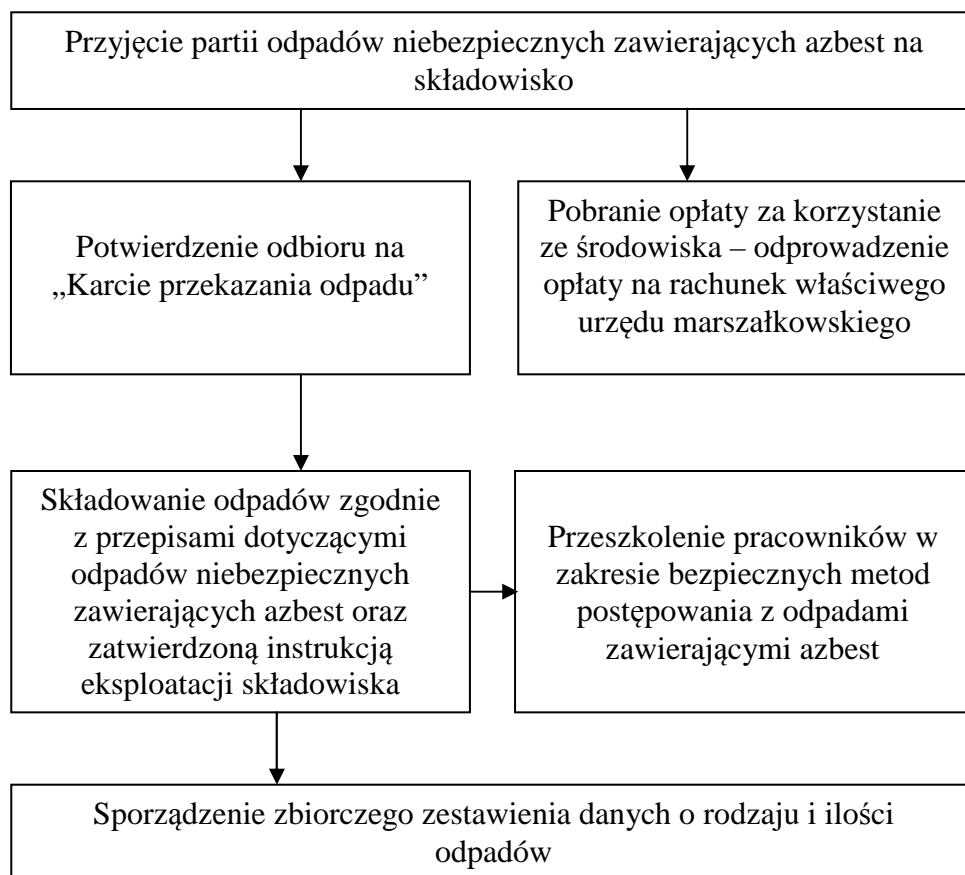 Przyjęcie partii odpadów niebezpiecznych zawierających azbest na
składowisko
Potwierdzenie odbioru na
„Karcie przekazania odpadu”
Pobranie opłaty za korzystanie
ze środowiska – odprowadzenie
opłaty na rachunek właściwego
urzędu marszałkowskiego
Składowanie odpadów zgodnie
z przepisami dotyczącymi
odpadów niebezpiecznych
zawierających azbest oraz
zatwierdzoną instrukcją
eksploatacji składowiska
Przeszkolenie pracowników w
zakresie bezpiecznych metod
postępowania z odpadami
zawierającymi azbest
Sporządzenie zbiorczego zestawienia danych o rodzaju i ilości
odpadów